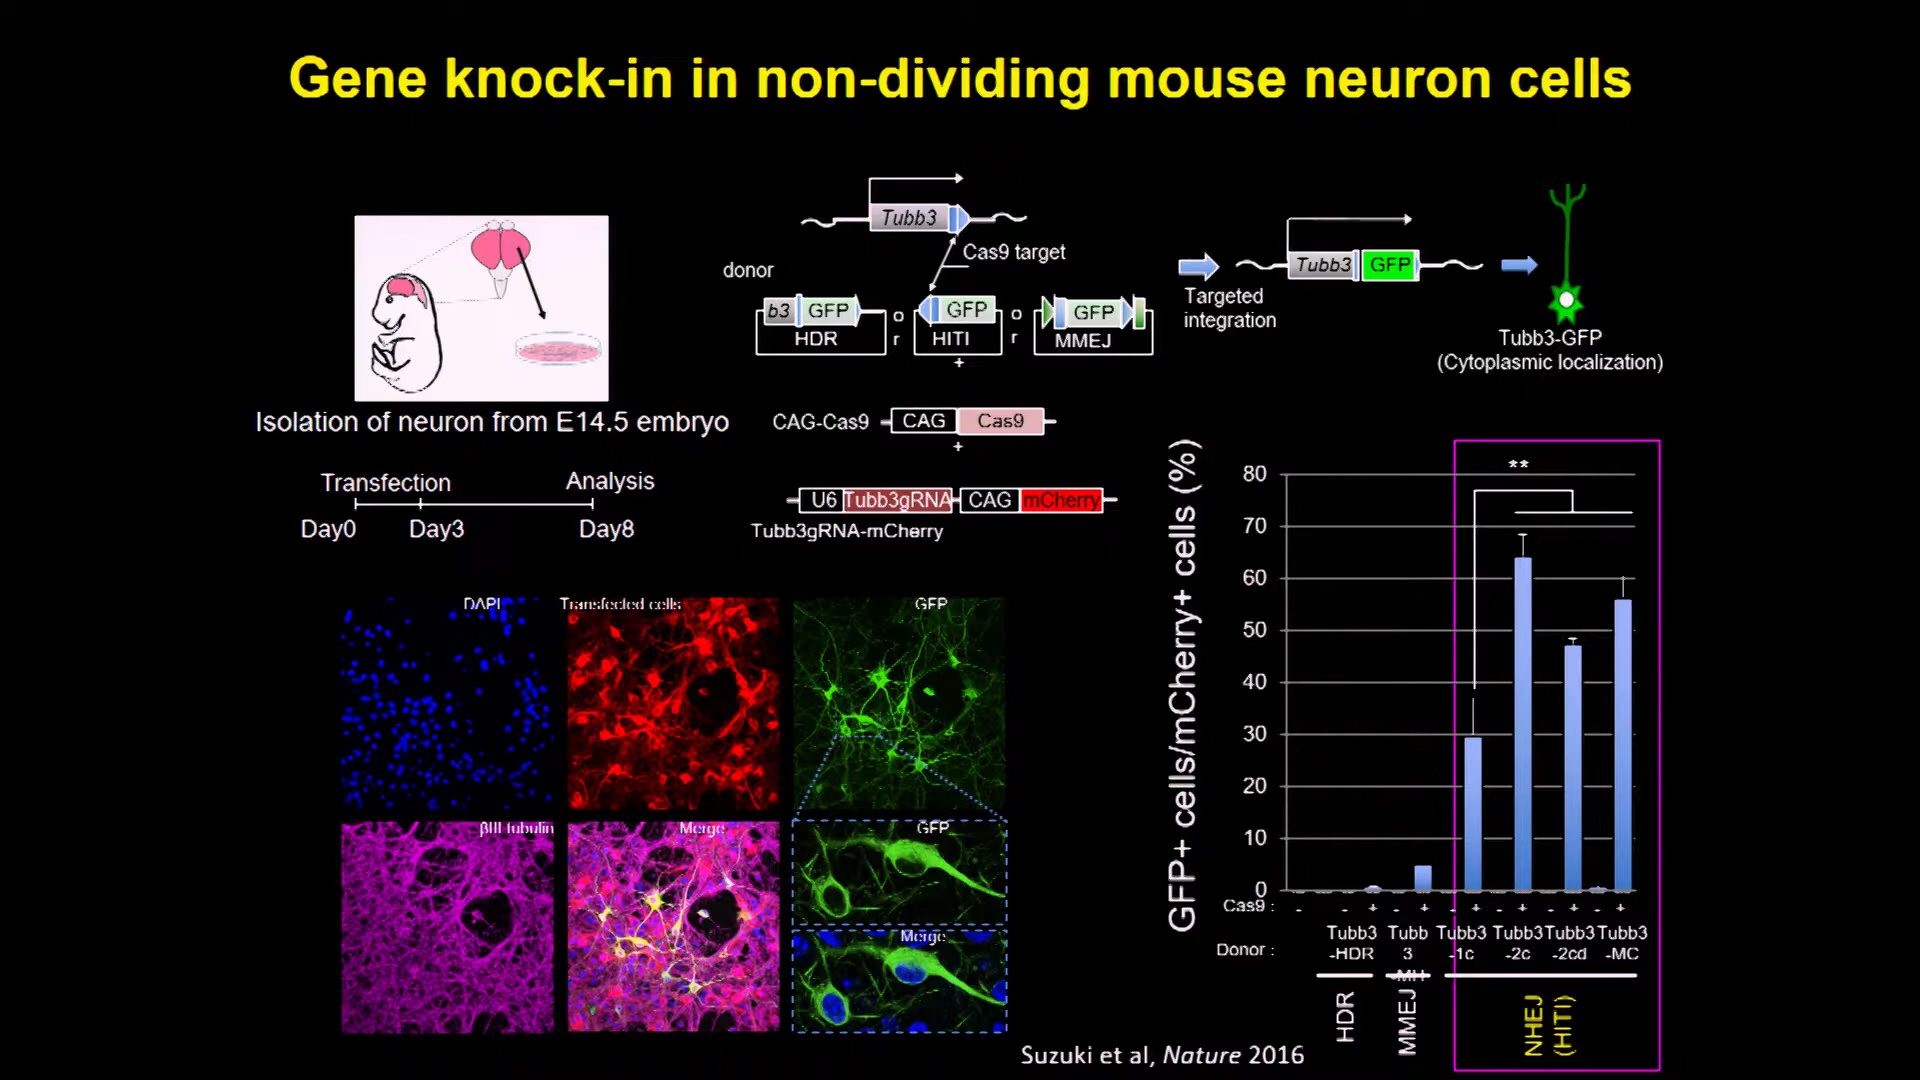 Gene knock-in in non-dividing mouse neuron cells
Tubb3
Cas9 target
donor
b3 GFP
HDR
o
r
GFP
HITI
o
r
GFP
MMEJ
+
Targeted
integration
Tubb3 GFP
Tubb3-GFP
(Cytoplasmic localization)
Isolation of neuron from E14.5 embryo
CAG-Cas9 CAG Cas9
+
U6 Tubb3gRNA CAG mCherry
Tubb3gRNA-mCherry
Transfection Analysis
Day0 Day3 Day8
DAPI
Transfected cells
GFP
βIII tubulin
Merge
GFP
Merge
GFP+ cells/mCherry+ cells (%)
80
70
60
50
40
30
20
10
0
**
Cas9 : - - + - + - + - + - + - +
Donor :
Tubb3
-HDR
Tubb
3
-MH
Tubb3
-1c
Tubb3
-2c
Tubb3
-2cd
Tubb3
-MC
HDR
MMEJ
NHEJ
(HITI)
Suzuki et al, Nature 2016